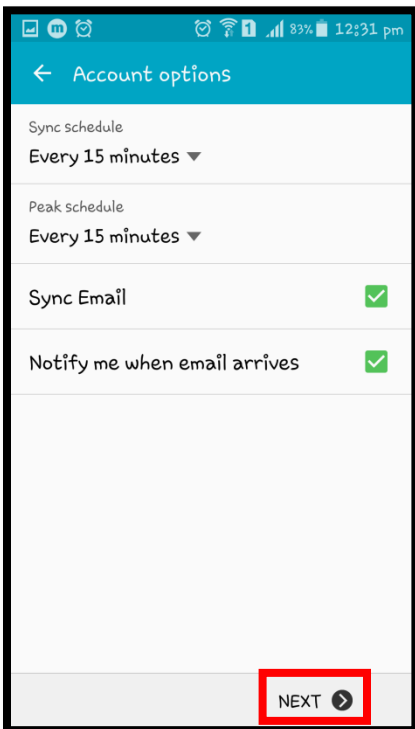 m 1 83% 12:31 pm
Account options
Sync schedule
Every 15 minutes
Peak schedule
Every 15 minutes
Sync Email
Notify me when email arrives
NEXT